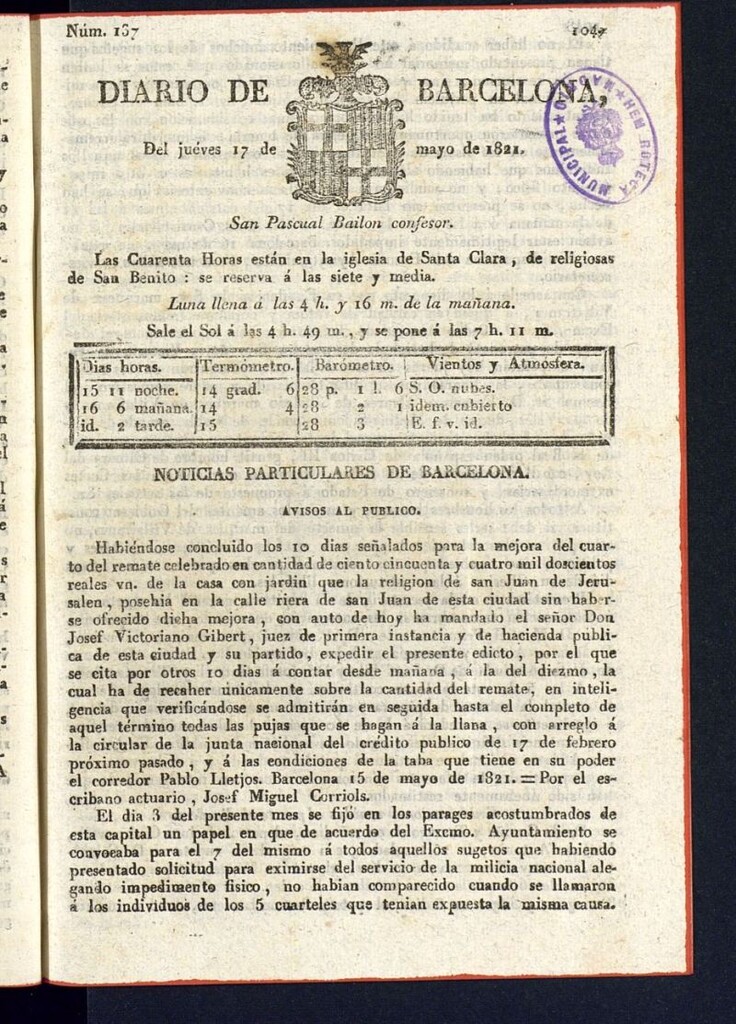 Núm. 137
1047
DIARIO DE BARCELONA,
Del juéves 17 de mayo de 1821.
San Pascual Bailon confesor.
Las Cuarenta Horas están en la iglesia de Santa Clara , de religiosas
de San Benito : se reserva á las siete y media.
Luna llena á las 4 h. y 16 m. de la mañana.
Sale el Sol á las 4 h. 49 m., y se pone á las 7 h. 11 m.
Dias horas. Termómetro. Barómetro. Vientos y Atmósfera.
15 11 noche. 14 grad. 6 28 p. 1 l. 6 S. O. nubes.
16 6 mañana. 14 4 28 2 1 idem. cubierto
id. 2 tarde. 15 28 3 E. f. v. id.
NOTICIAS PARTICULARES DE BARCELONA.
AVISOS AL PUBLICO.
Habiéndose concluido los 10 dias señalados para la mejora del cuar-
to del remate celebrado en cantidad de ciento cincuenta y cuatro mil doscientos
reales vn. de la casa con jardin que la religion de san Juan de Jeru-
salen , posehia en la calle riera de san Juan de esta ciudad sin haber-
se ofrecido dicha mejora , con auto de hoy ha mandado el señor Don
Josef Victoriano Gibert, juez de primera instancia y de hacienda publi-
ca de esta ciudad y su partido, expedir el presente edicto, por el que
se cita por otros 10 dias á contar desde mañana , á la del diezmo , la
cual ha de recaher únicamente sobre la cantidad del remate, en inteli-
gencia que verificándose se admitirán en seguida hasta el completo de
aquel término todas las pujas que se hagan á la llana , con arreglo á
la circular de la junta nacional del crédito publico de 17 de febrero
próximo pasado , y á las condiciones de la taba que tiene en su poder
el corredor Pablo Lletjos. Barcelona 15 de mayo de 1821. = Por el es-
cribano actuario , Josef Miguel Corriols.
El dia 3 del presente mes se fijó en los parages acostumbrados de
esta capital un papel en que de acuerdo del Excmo. Ayuntamiento se
convocaba para el 7 del mismo á todos aquellos sugetos que habiendo
presentado solicitud para eximirse del servicio de la milicia nacional ale-
gando impedimento fisico , no habian comparecido cuando se llamaron
á los individuos de los 5 cuarteles que tenian expuesta la misma causa.
HEMEROTECA MUNICIPAL